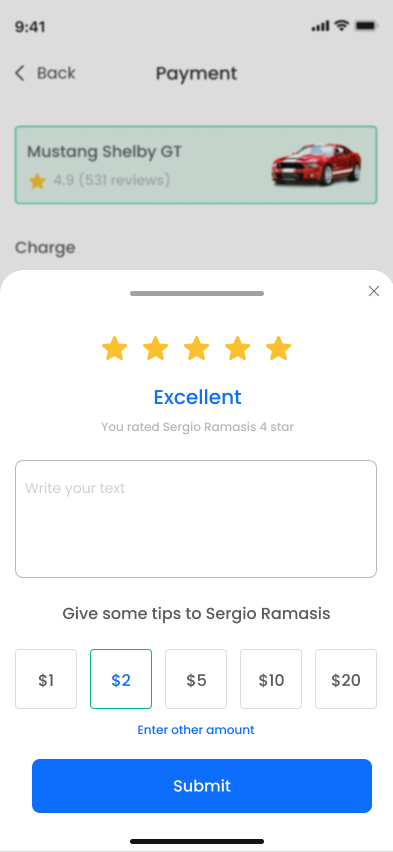 9:41
Back
Payment
Mustang Shelby GT
4.9 (531 reviews)
Charge
Excellent
You rated Sergio Ramasis 4 star
Write your text
Give some tips to Sergio Ramasis
$1 $2 $5 $10 $20
Enter other amount
Submit